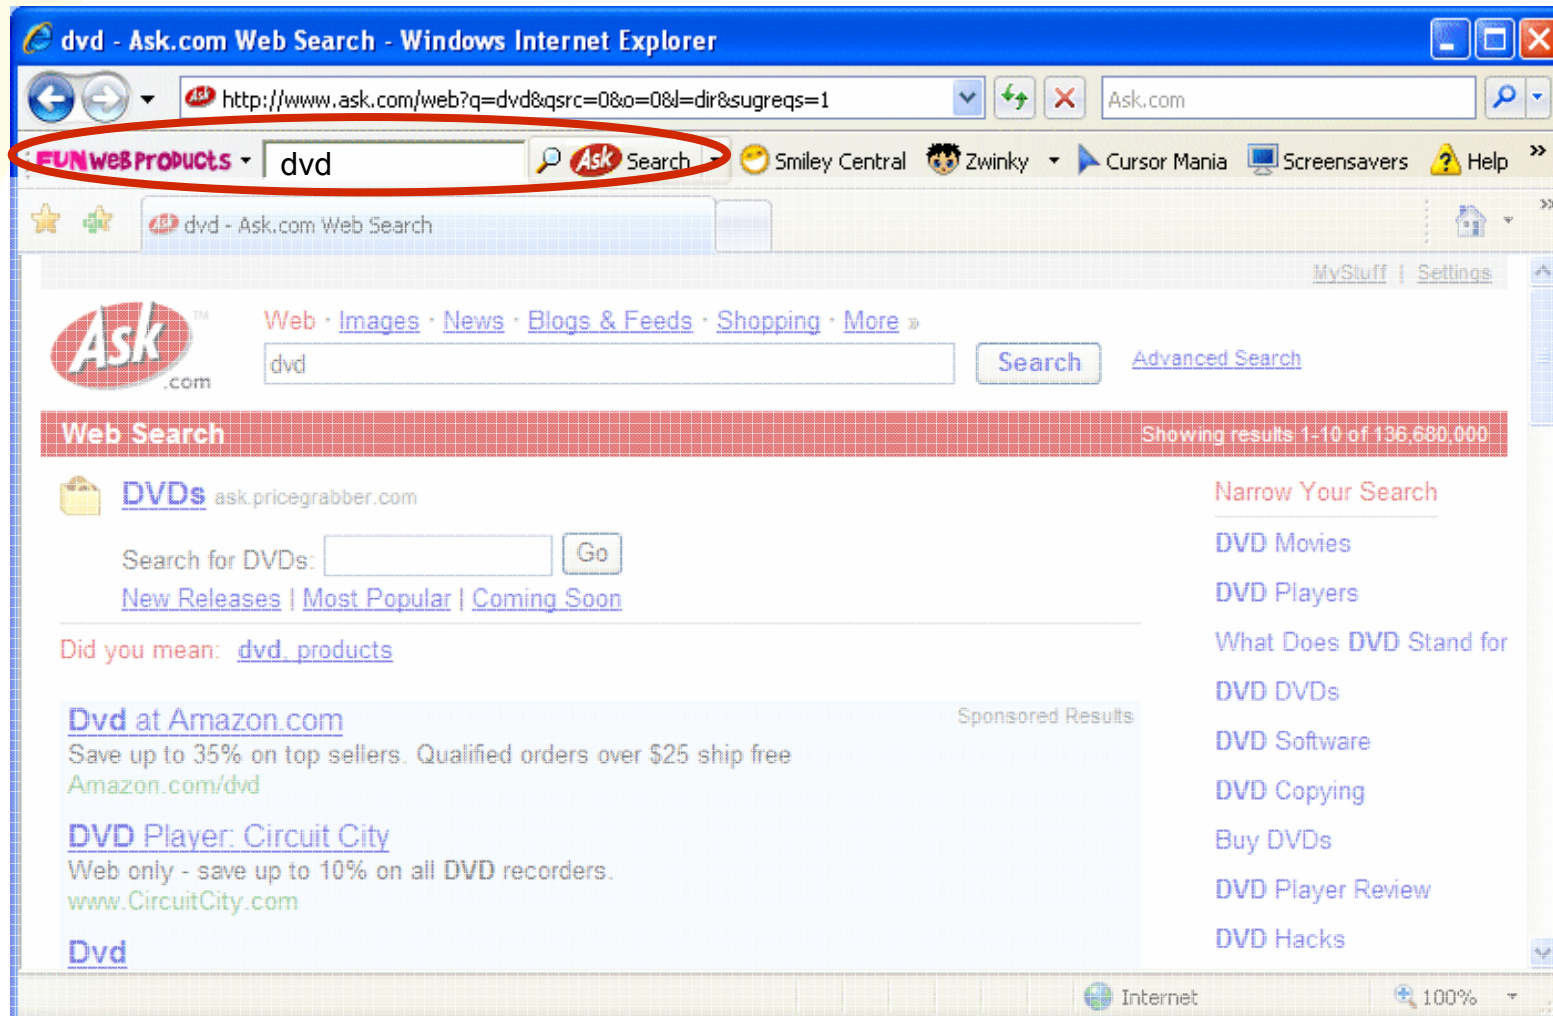 dvd - Ask.com Web Search - Windows Internet Explorer
Ask http://www.ask.com/web?q=dvd&qsrc=0&o=0&l=dir&sugreqs=1 Ask.com
FUN WEB PRODUCTS dvd Ask Search Smiley Central Zwinky Cursor Mania Screensavers Help »
Ask dvd - Ask.com Web Search »
MyStuff | Settings
Ask.com TM
Web · Images · News · Blogs & Feeds · Shopping · More »
dvd Search Advanced Search
Web Search Showing results 1-10 of 136,680,000
DVDs ask.pricegrabber.com
Search for DVDs: Go
New Releases | Most Popular | Coming Soon
Did you mean: dvd, products
Dvd at Amazon.com Sponsored Results
Save up to 35% on top sellers. Qualified orders over $25 ship free
Amazon.com/dvd
DVD Player: Circuit City
Web only - save up to 10% on all DVD recorders.
www.CircuitCity.com
Dvd
Narrow Your Search
DVD Movies
DVD Players
What Does DVD Stand for
DVD DVDs
DVD Software
DVD Copying
Buy DVDs
DVD Player Review
DVD Hacks
Internet 100%